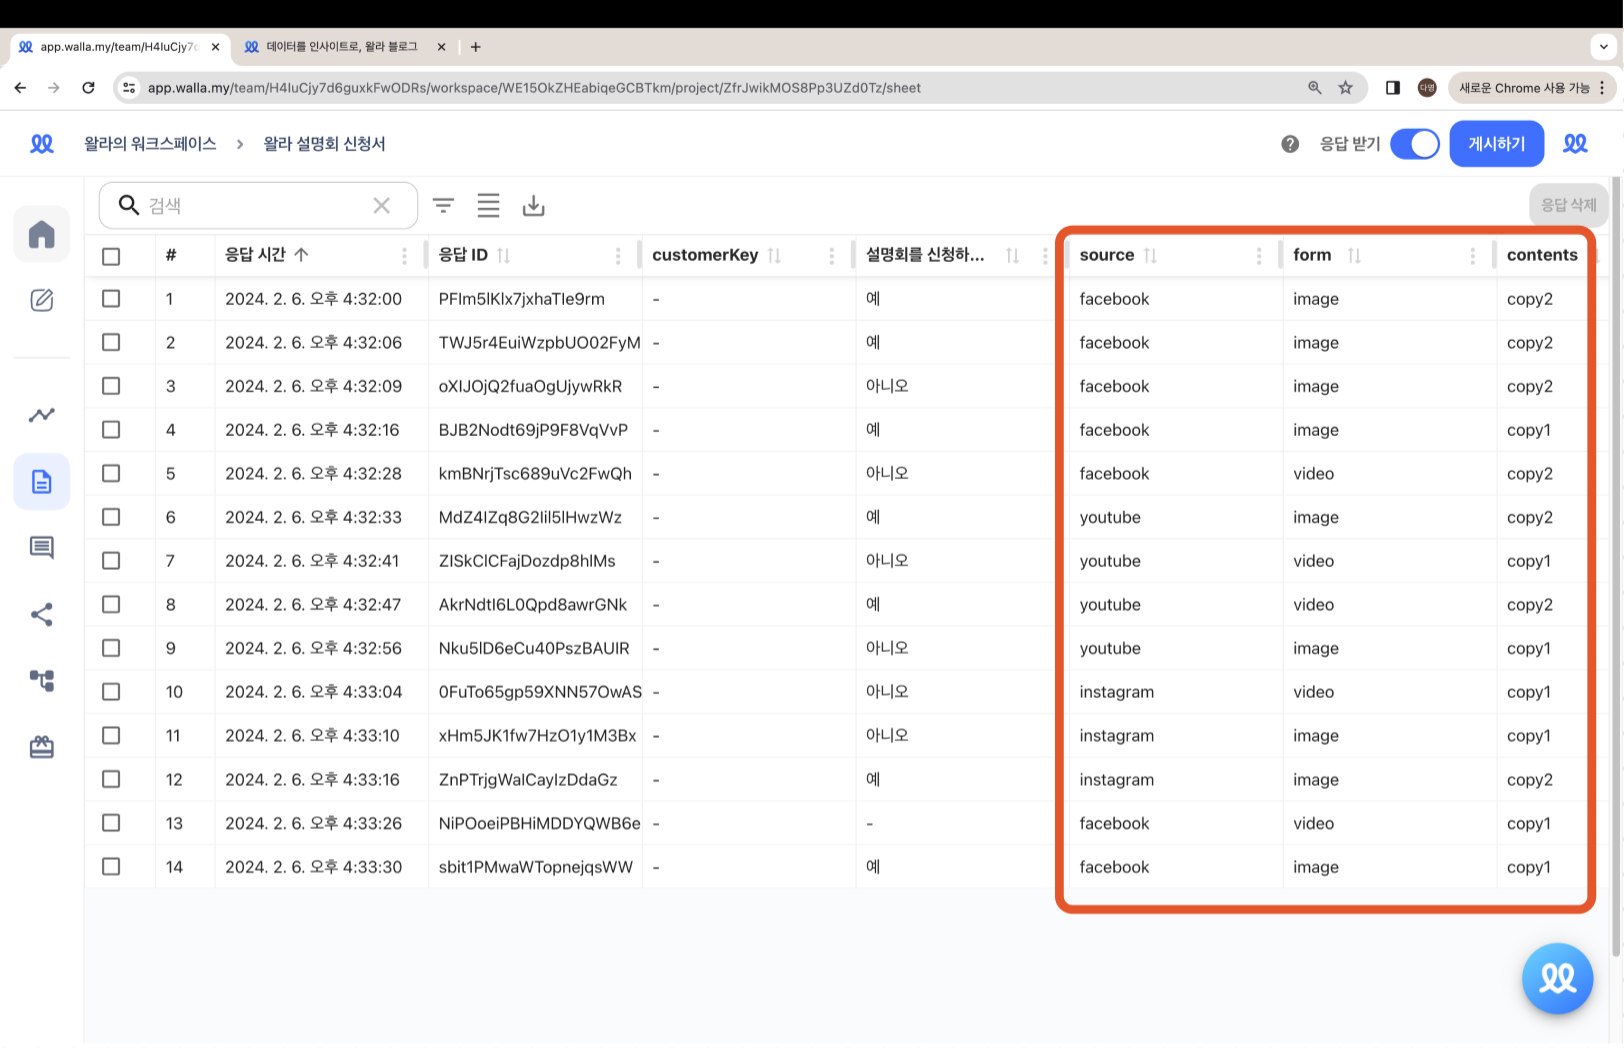 app.walla.my/team/H4IuCjy7d
데이터를 인사이트로, 왈라 블로그
app.walla.my/team/H4IuCjy7d6guxkFwODRs/workspace/WE15OkZHEabiqeGCBTkm/project/ZfrJwikMOS8Pp3UZd0Tz/sheet
다영
새로운 Chrome 사용 가능
왈라의 워크스페이스 > 왈라 설명회 신청서
응답 받기
게시하기
검색
응답 삭제
# 응답 시간 응답 ID customerKey 설명회를 신청하... source form contents
1 2024. 2. 6. 오후 4:32:00 PFIm5lKlx7jxhaTle9rm - 예 facebook image copy2
2 2024. 2. 6. 오후 4:32:06 TWJ5r4EuiWzpbUO02FyM - 예 facebook image copy2
3 2024. 2. 6. 오후 4:32:09 oXIJOjQ2fuaOgUjywRkR - 아니오 facebook image copy2
4 2024. 2. 6. 오후 4:32:16 BJB2Nodt69jP9F8VqVvP - 예 facebook image copy1
5 2024. 2. 6. 오후 4:32:28 kmBNrjTsc689uVc2FwQh - 아니오 facebook video copy2
6 2024. 2. 6. 오후 4:32:33 MdZ4IZq8G2Iil5lHwzWz - 예 youtube image copy2
7 2024. 2. 6. 오후 4:32:41 ZISkClCFajDozdp8hlMs - 아니오 youtube video copy1
8 2024. 2. 6. 오후 4:32:47 AkrNdtI6L0Qpd8awrGNk - 예 youtube video copy2
9 2024. 2. 6. 오후 4:32:56 Nku5lD6eCu40PszBAUIR - 아니오 youtube image copy1
10 2024. 2. 6. 오후 4:33:04 0FuTo65gp59XNN57OwAS - 아니오 instagram video copy1
11 2024. 2. 6. 오후 4:33:10 xHm5JK1fw7HzO1y1M3Bx - 아니오 instagram image copy1
12 2024. 2. 6. 오후 4:33:16 ZnPTrjgWalCayIzDdaGz - 예 instagram image copy2
13 2024. 2. 6. 오후 4:33:26 NiPOoeiPBHiMDDYQWB6e - - facebook video copy1
14 2024. 2. 6. 오후 4:33:30 sbit1PMwaWTopnejqsWW - 예 facebook image copy1